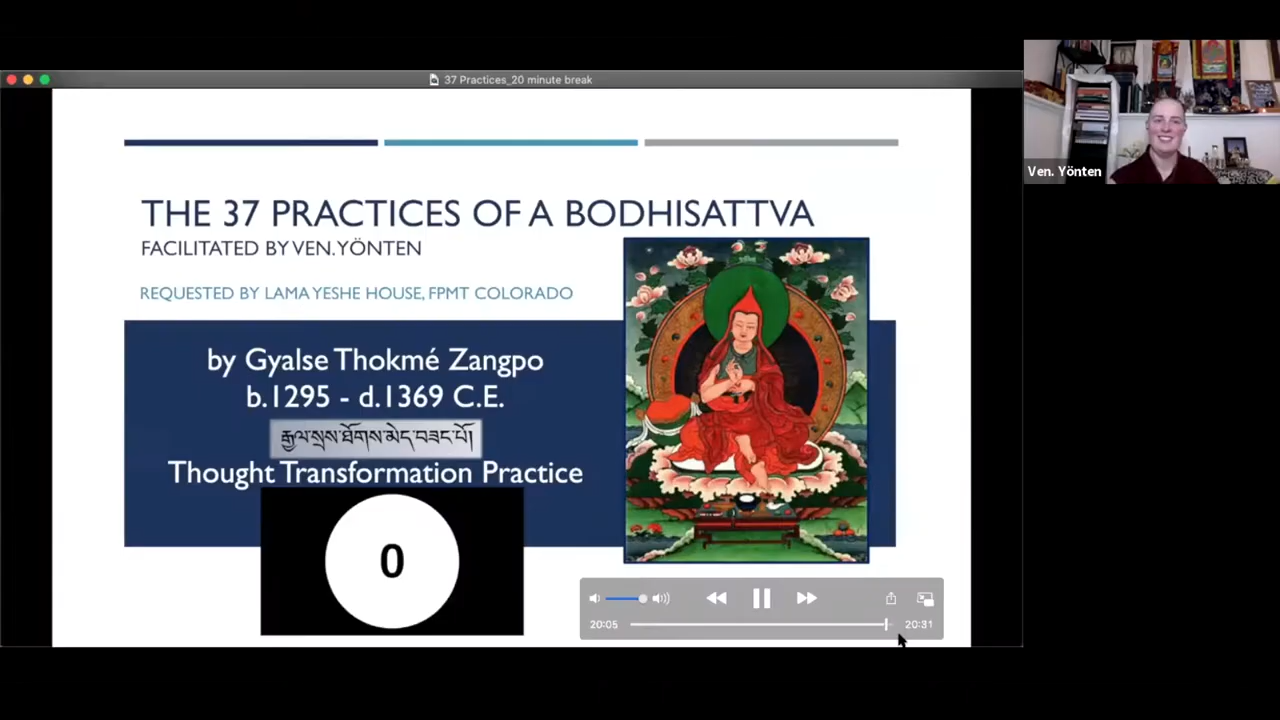 37 Practices_20 minute break
THE 37 PRACTICES OF A BODHISATTVA
FACILITATED BY VEN. YÖNTEN
REQUESTED BY LAMA YESHE HOUSE, FPMT COLORADO
by Gyalse Thokmé Zangpo
b.1295 - d.1369 C.E.
རྒྱལ་སྲས་ཐོགས་མེད་བཟང་པོ།
Thought Transformation Practice
0
20:05
20:31
Ven. Yönten